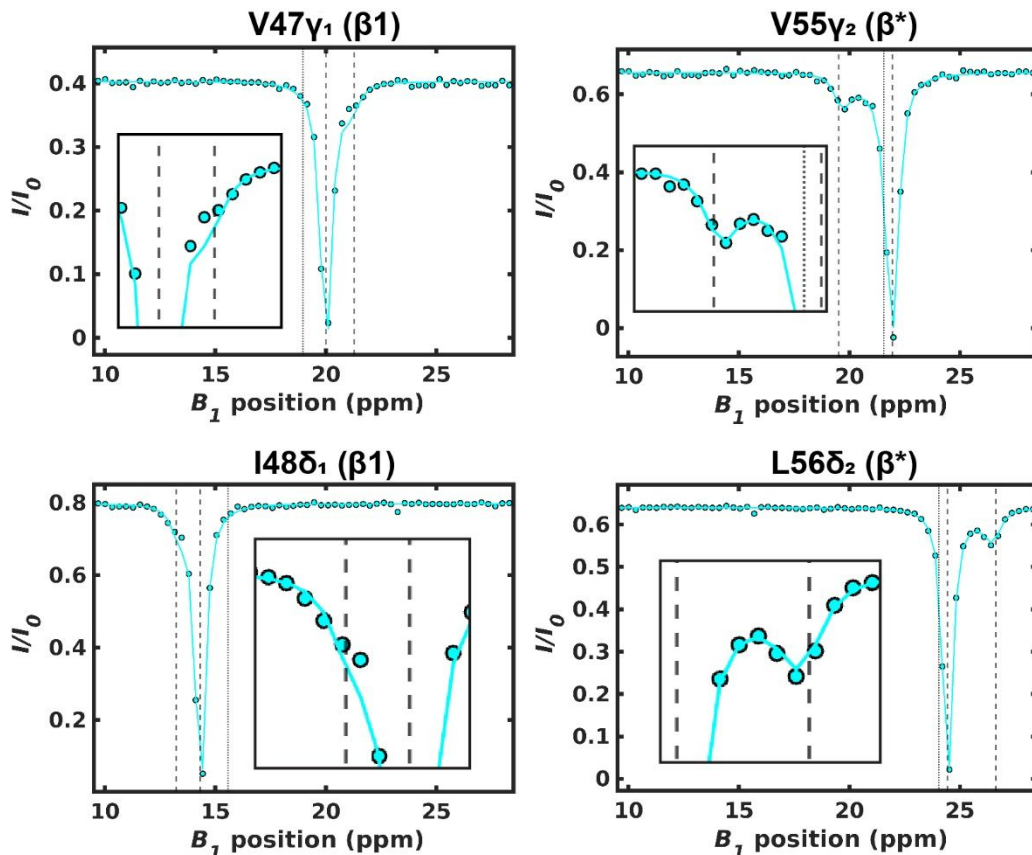 V47γ₁ (β1)
0.4
0.3
0.2
0.1
0
I/I₀
10 15 20 25
B₁ position (ppm)
V55γ₂ (β*)
0.6
0.4
0.2
0
I/I₀
10 15 20 25
B₁ position (ppm)
I48δ₁ (β1)
0.8
0.6
0.4
0.2
I/I₀
10 15 20 25
B₁ position (ppm)
L56δ₂ (β*)
0.6
0.5
0.4
0.3
0.2
0.1
0
I/I₀
10 15 20 25
B₁ position (ppm)